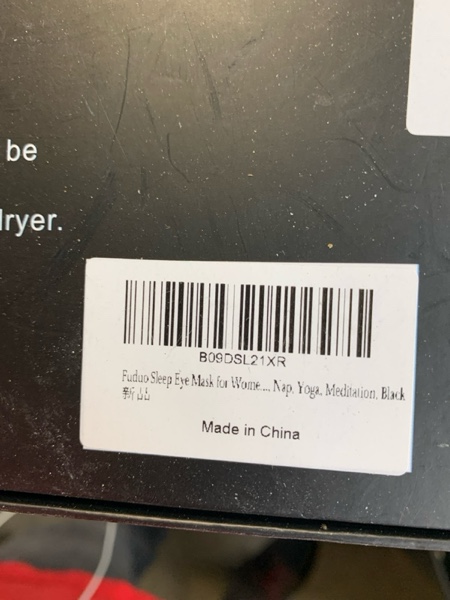 be
dryer.
B09DSL21XR
Fuduo Sleep Eye Mask for Wome..., Nap, Yoga, Meditation, Black
新品
Made in China